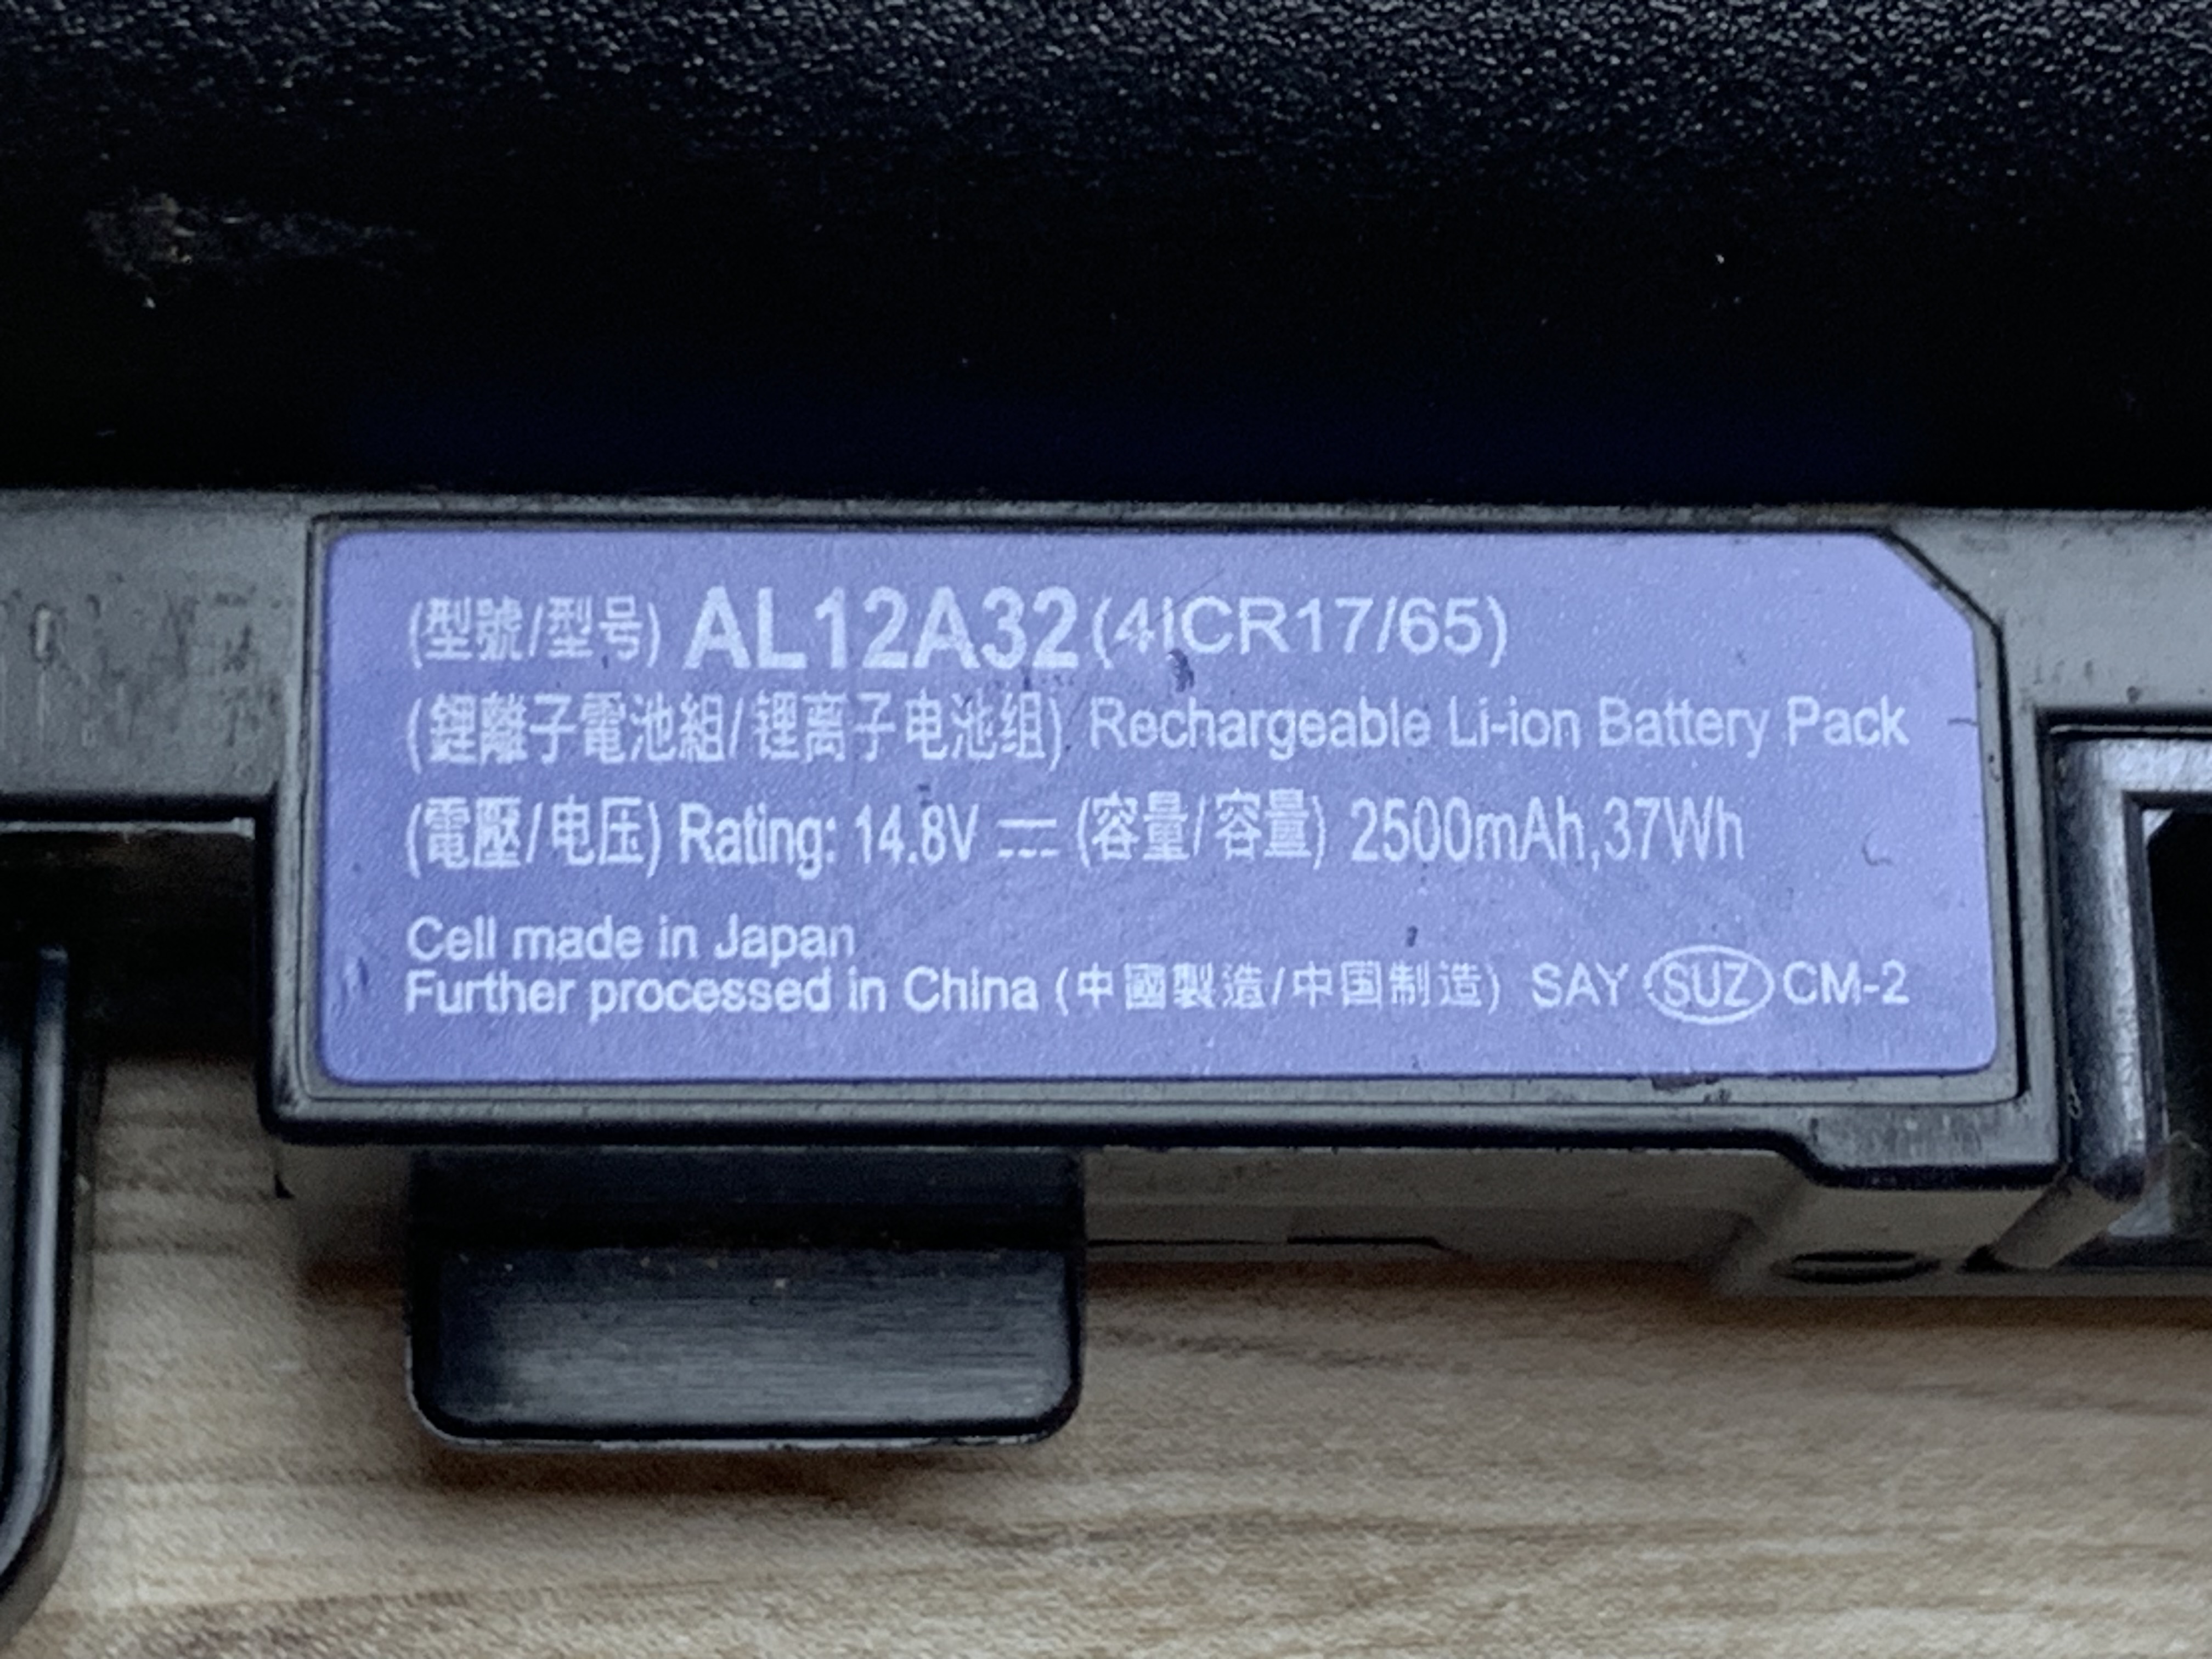 (型號/型号) AL12A32(4ICR17/65)
(鋰離子電池組/锂离子电池组) Rechargeable Li-ion Battery Pack
(電壓/电压) Rating: 14.8V ⎓ (容量/容量) 2500mAh,37Wh
Cell made in Japan
Further processed in China (中國製造/中国制造) SAY SUZ CM-2